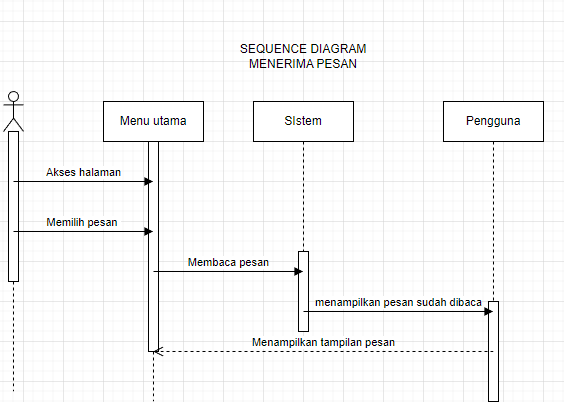 SEQUENCE DIAGRAM
MENERIMA PESAN
Menu utama
SIstem
Pengguna
Akses halaman
Memilih pesan
Membaca pesan
menampilkan pesan sudah dibaca
Menampilkan tampilan pesan